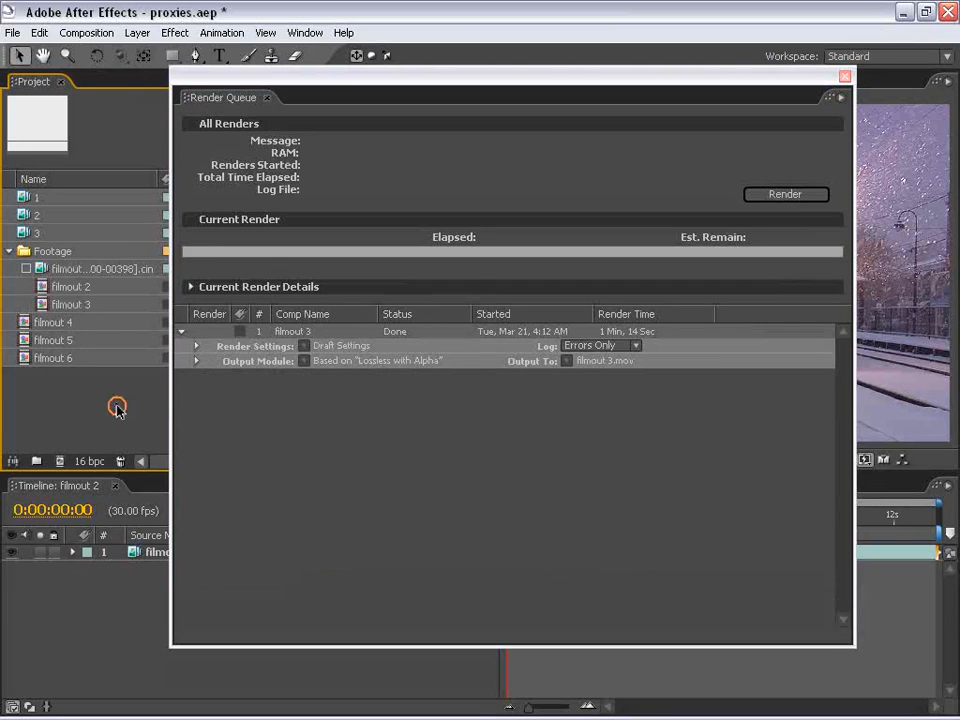 Adobe After Effects - proxies.aep *
File Edit Composition Layer Effect Animation View Window Help
Workspace: Standard
Project
Render Queue
All Renders
Message:
RAM:
Renders Started:
Total Time Elapsed:
Log File:
Render
Name
1
2
3
Footage
filmout...00-00398].cin
filmout 2
filmout 3
filmout 4
filmout 5
filmout 6
16 bpc
Current Render
Elapsed: Est. Remain:
Current Render Details
Render # Comp Name Status Started Render Time
1 filmout 3 Done Tue, Mar 21, 4:12 AM 1 Min, 14 Sec
Render Settings: Draft Settings Log: Errors Only
Output Module: Based on "Lossless with Alpha" Output To: filmout 3.mov
Timeline: filmout 2
0:00:00:00 (30.00 fps)
12s
# Source N
1 filmo